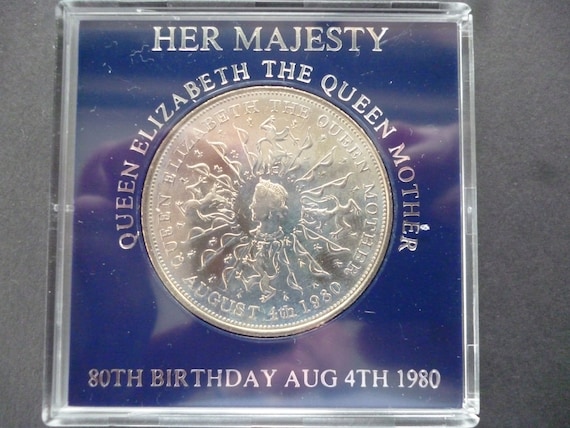 HER MAJESTY
QUEEN ELIZABETH THE QUEEN MOTHER
QUEEN ELIZABETH THE QUEEN MOTHER
AUGUST 4th 1980
80TH BIRTHDAY AUG 4TH 1980